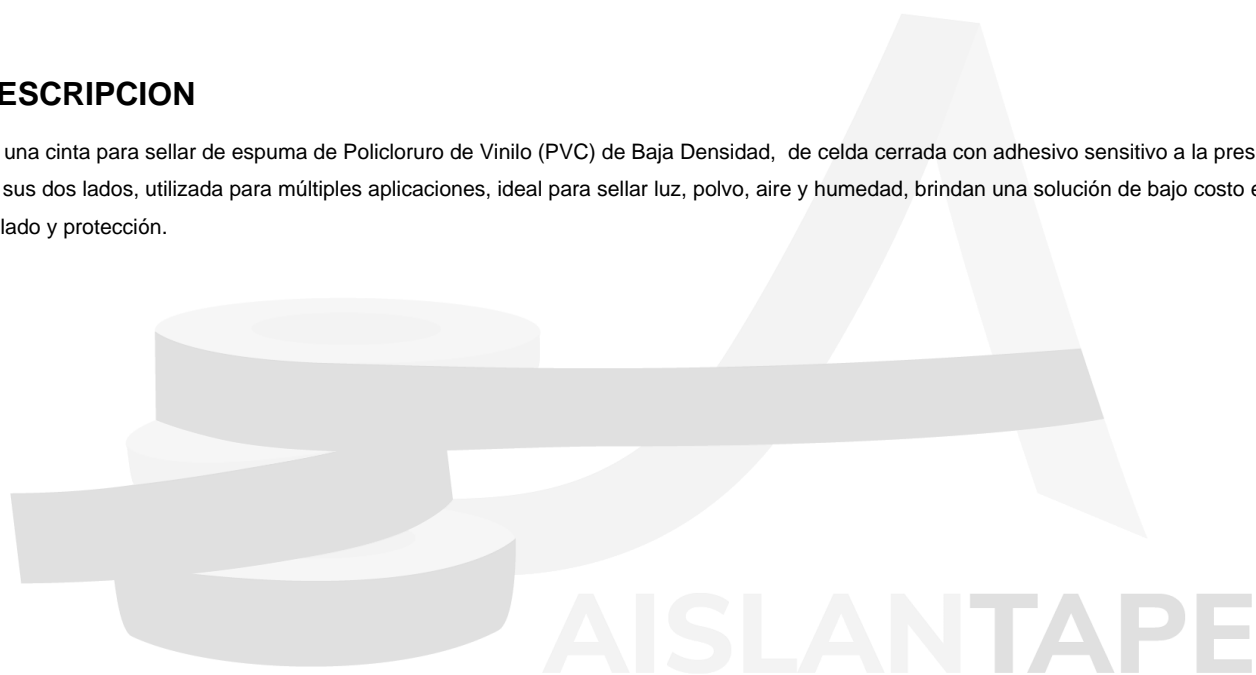 ESCRIPCION
una cinta para sellar de espuma de Policloruro de Vinilo (PVC) de Baja Densidad,  de celda cerrada con adhesivo sensitivo a la pres
sus dos lados, utilizada para múltiples aplicaciones, ideal para sellar luz, polvo, aire y humedad, brindan una solución de bajo costo e
lado y protección.
AISLANTAPE